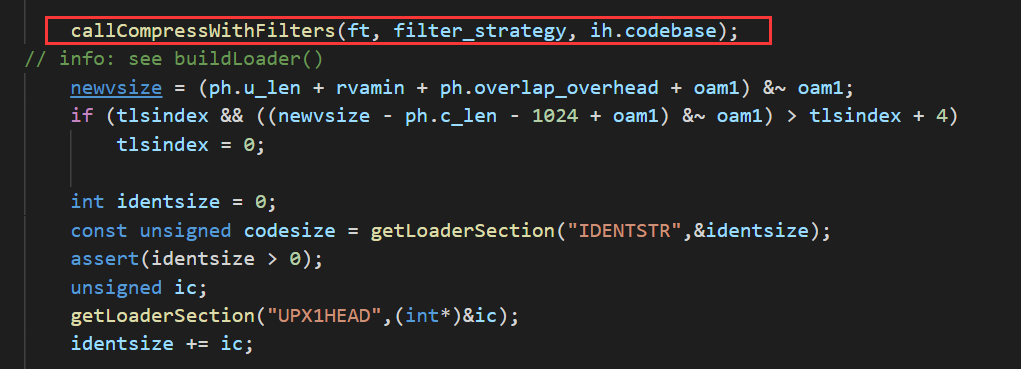 callCompressWithFilters(ft, filter_strategy, ih.codebase);
// info: see buildLoader()
newvsize = (ph.u_len + rvamin + ph.overlap_overhead + oam1) &~ oam1;
if (tlsindex && ((newvsize - ph.c_len - 1024 + oam1) &~ oam1) > tlsindex + 4)
tlsindex = 0;
int identsize = 0;
const unsigned codesize = getLoaderSection("IDENTSTR",&identsize);
assert(identsize > 0);
unsigned ic;
getLoaderSection("UPX1HEAD",(int*)&ic);
identsize += ic;